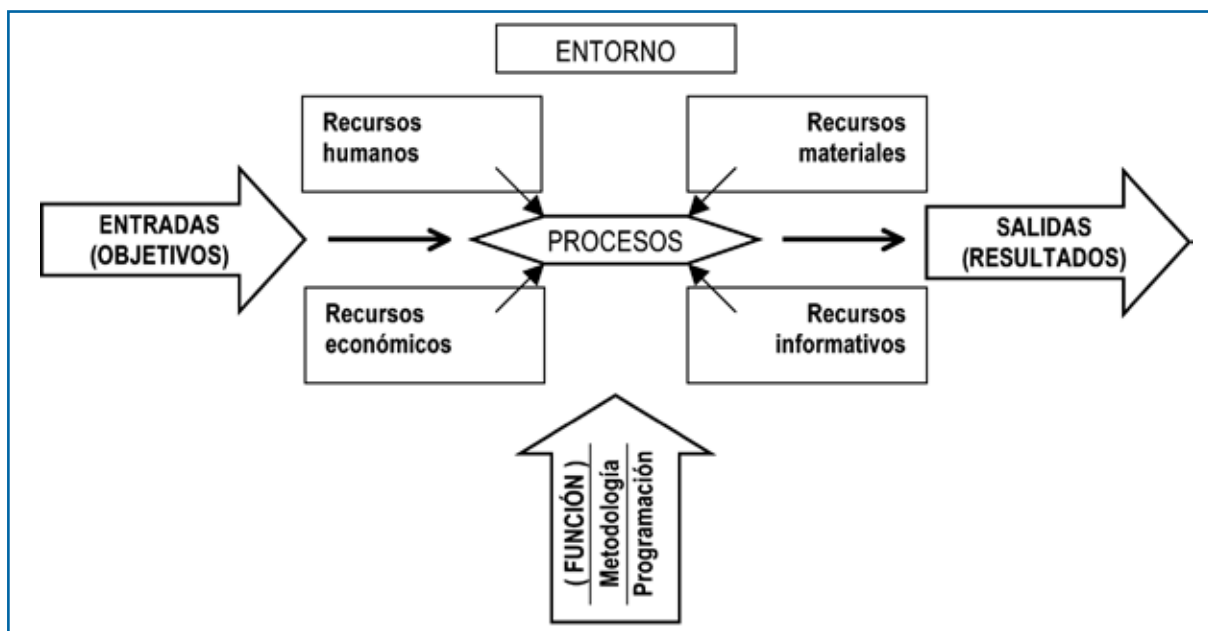 ENTORNO
Recursos
humanos
Recursos
materiales
ENTRADAS
(OBJETIVOS)
PROCESOS
SALIDAS
(RESULTADOS)
Recursos
económicos
Recursos
informativos
( FUNCIÓN )
Metodología
Programación